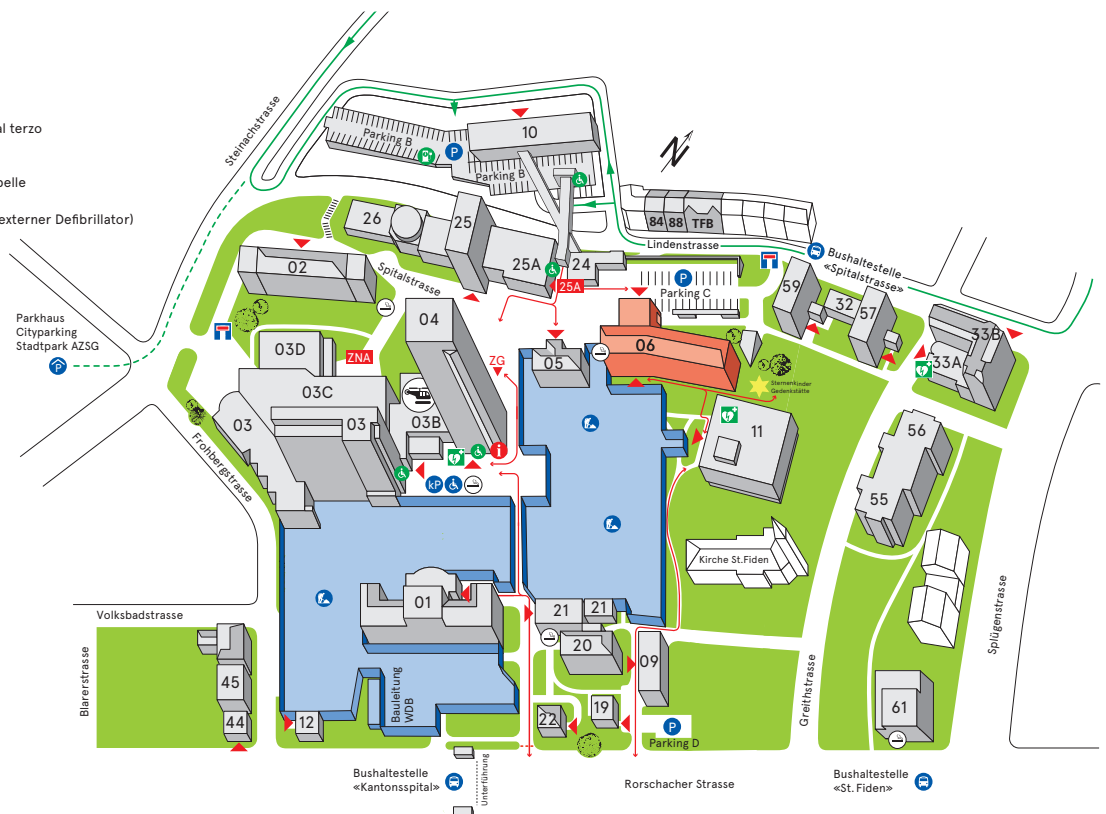 al terzo
pelle
externer Defibrillator)
Steinachstrasse
Parking B
P
10
Parking B
N
84 88 TFB
Lindenstrasse
Bushaltestelle
«Spitalstrasse»
26
25
25A
24
25A
P
Parking C
02
Spitalstrasse
59
32
57
33B
33A
Parkhaus
Cityparking
Stadtpark AZSG
P
04
03D
ZNA
ZG
05
06
Sternenkinder
Gedenkstätte
03C
03
03
03B
i
kP
11
56
55
Frohbergstrasse
Kirche St.Fiden
01
21
21
20
09
Volksbadstrasse
Blarerstrasse
45
44
12
Bauleitung
WDB
22
19
P
Parking D
Greithstrasse
Splügenstrasse
61
Bushaltestelle
«Kantonsspital»
Unterführung
Rorschacher Strasse
Bushaltestelle
«St. Fiden»